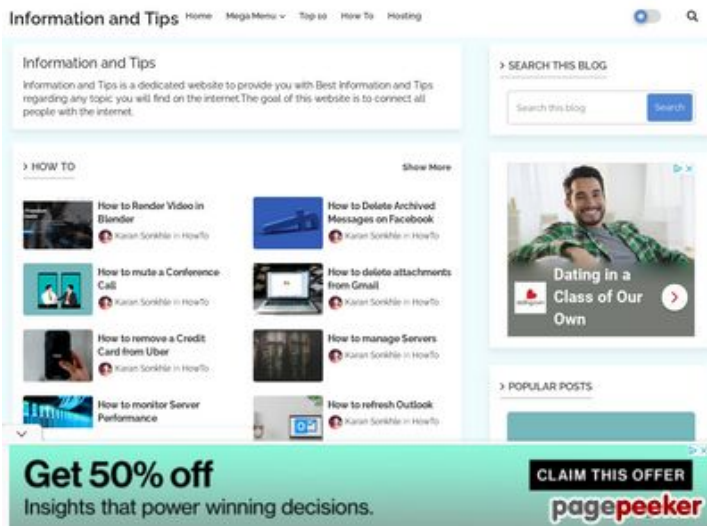 Information and Tips
Home Mega Menu Top 10 How To Hosting
Information and Tips
Information and Tips is a dedicated website to provide you with Best Information and Tips
regarding any topic you will find on the internet.The goal of this website is to connect all
people with the internet.
> SEARCH THIS BLOG
Search this blog
Search
> HOW TO
Show More
How to Render Video in
Blender
Karan Sonkhle in HowTo
How to Delete Archived
Messages on Facebook
Karan Sonkhle in HowTo
How to mute a Conference
Call
Karan Sonkhle in HowTo
How to delete attachments
from Gmail
Karan Sonkhle in HowTo
How to remove a Credit
Card from Uber
Karan Sonkhle in HowTo
How to manage Servers
Karan Sonkhle in HowTo
How to monitor Server
Performance
How to refresh Outlook
Karan Sonkhle in HowTo
Dating in a
Class of Our
Own
> POPULAR POSTS
Get 50% off
Insights that power winning decisions.
CLAIM THIS OFFER
pagepeeker